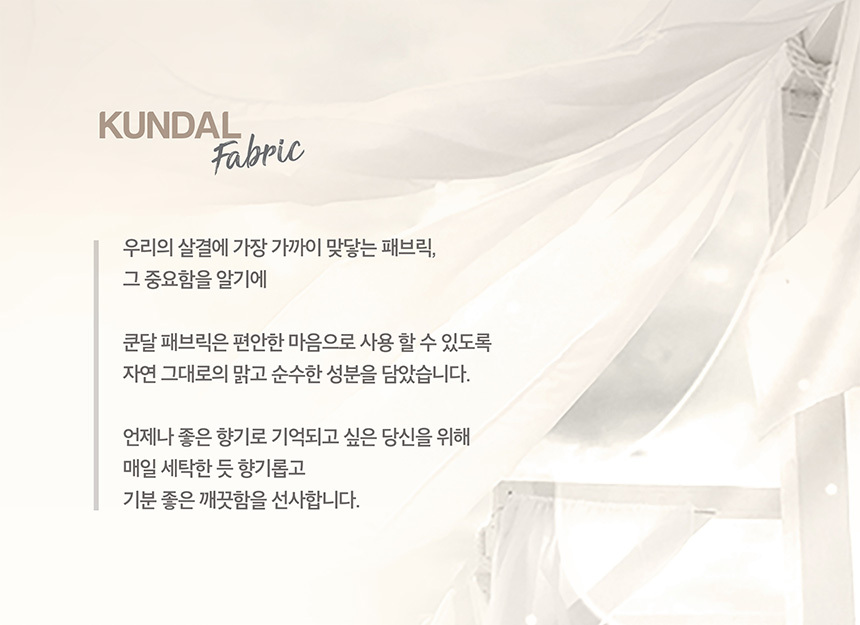 KUNDAL
Fabric
우리의 살결에 가장 가까이 맞닿는 패브릭,
그 중요함을 알기에
쿤달 패브릭은 편안한 마음으로 사용 할 수 있도록
자연 그대로의 맑고 순수한 성분을 담았습니다.
언제나 좋은 향기로 기억되고 싶은 당신을 위해
매일 세탁한 듯 향기롭고
기분 좋은 깨끗함을 선사합니다.